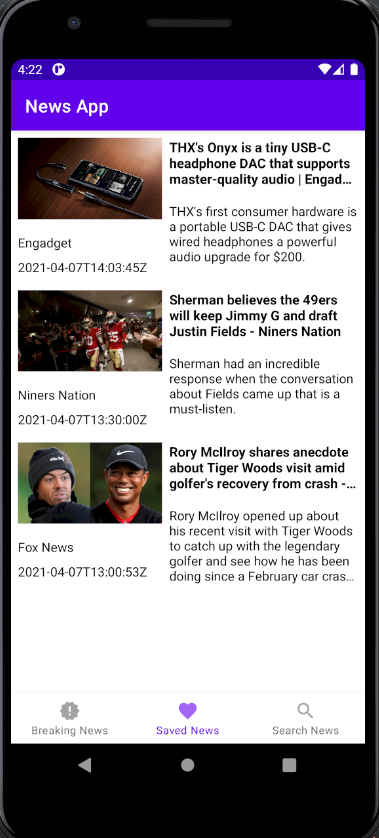 4:22
News App
THX's Onyx is a tiny USB-C
headphone DAC that supports
master-quality audio | Engad...
THX's first consumer hardware is
a portable USB-C DAC that gives
wired headphones a powerful
audio upgrade for $200.
Engadget
2021-04-07T14:03:45Z
Sherman believes the 49ers
will keep Jimmy G and draft
Justin Fields - Niners Nation
Sherman had an incredible
response when the conversation
about Fields came up that is a
must-listen.
Niners Nation
2021-04-07T13:30:00Z
Rory McIlroy shares anecdote
about Tiger Woods visit amid
golfer's recovery from crash -...
Rory McIlroy opened up about
his recent visit with Tiger Woods
to catch up with the legendary
golfer and see how he has been
doing since a February car cras...
Fox News
2021-04-07T13:00:53Z
Breaking News
Saved News
Search News